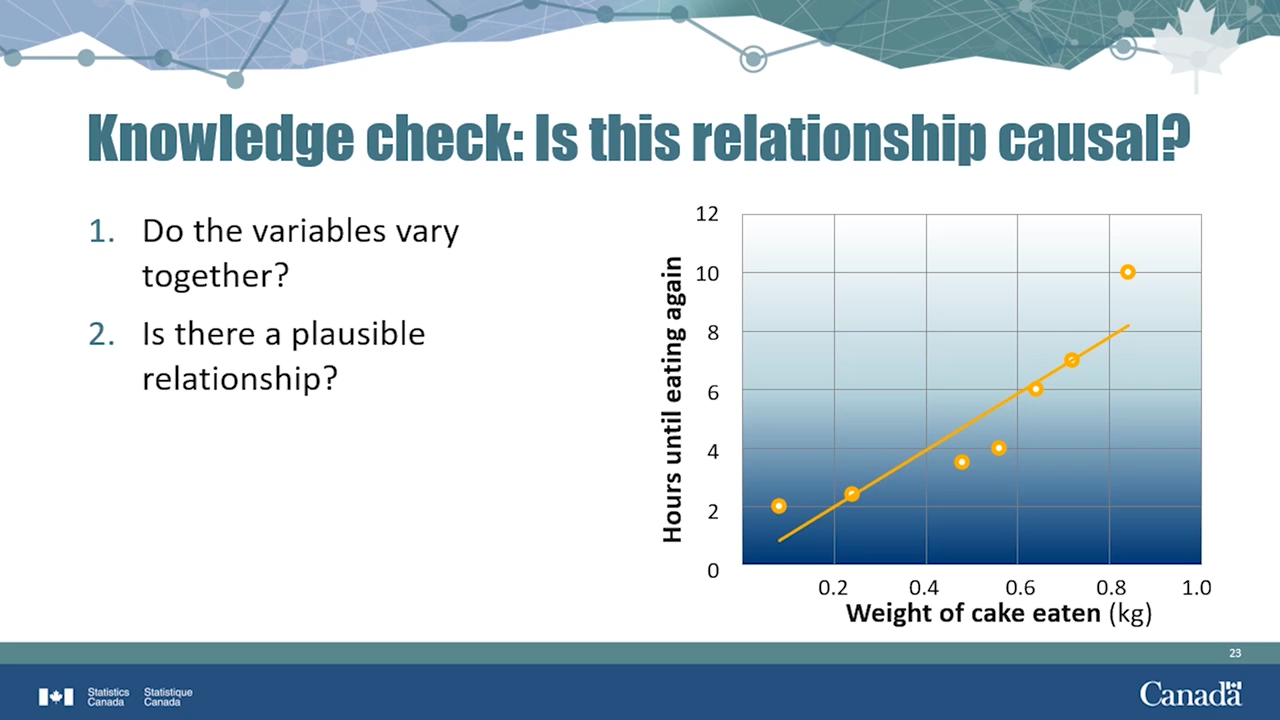 Knowledge check: Is this relationship causal?
1. Do the variables vary
together?
2. Is there a plausible
relationship?
Hours until eating again
12
10
8
6
4
2
0
0.2 0.4 0.6 0.8 1.0
Weight of cake eaten (kg)
23
Statistics Statistique
Canada Canada
Canada